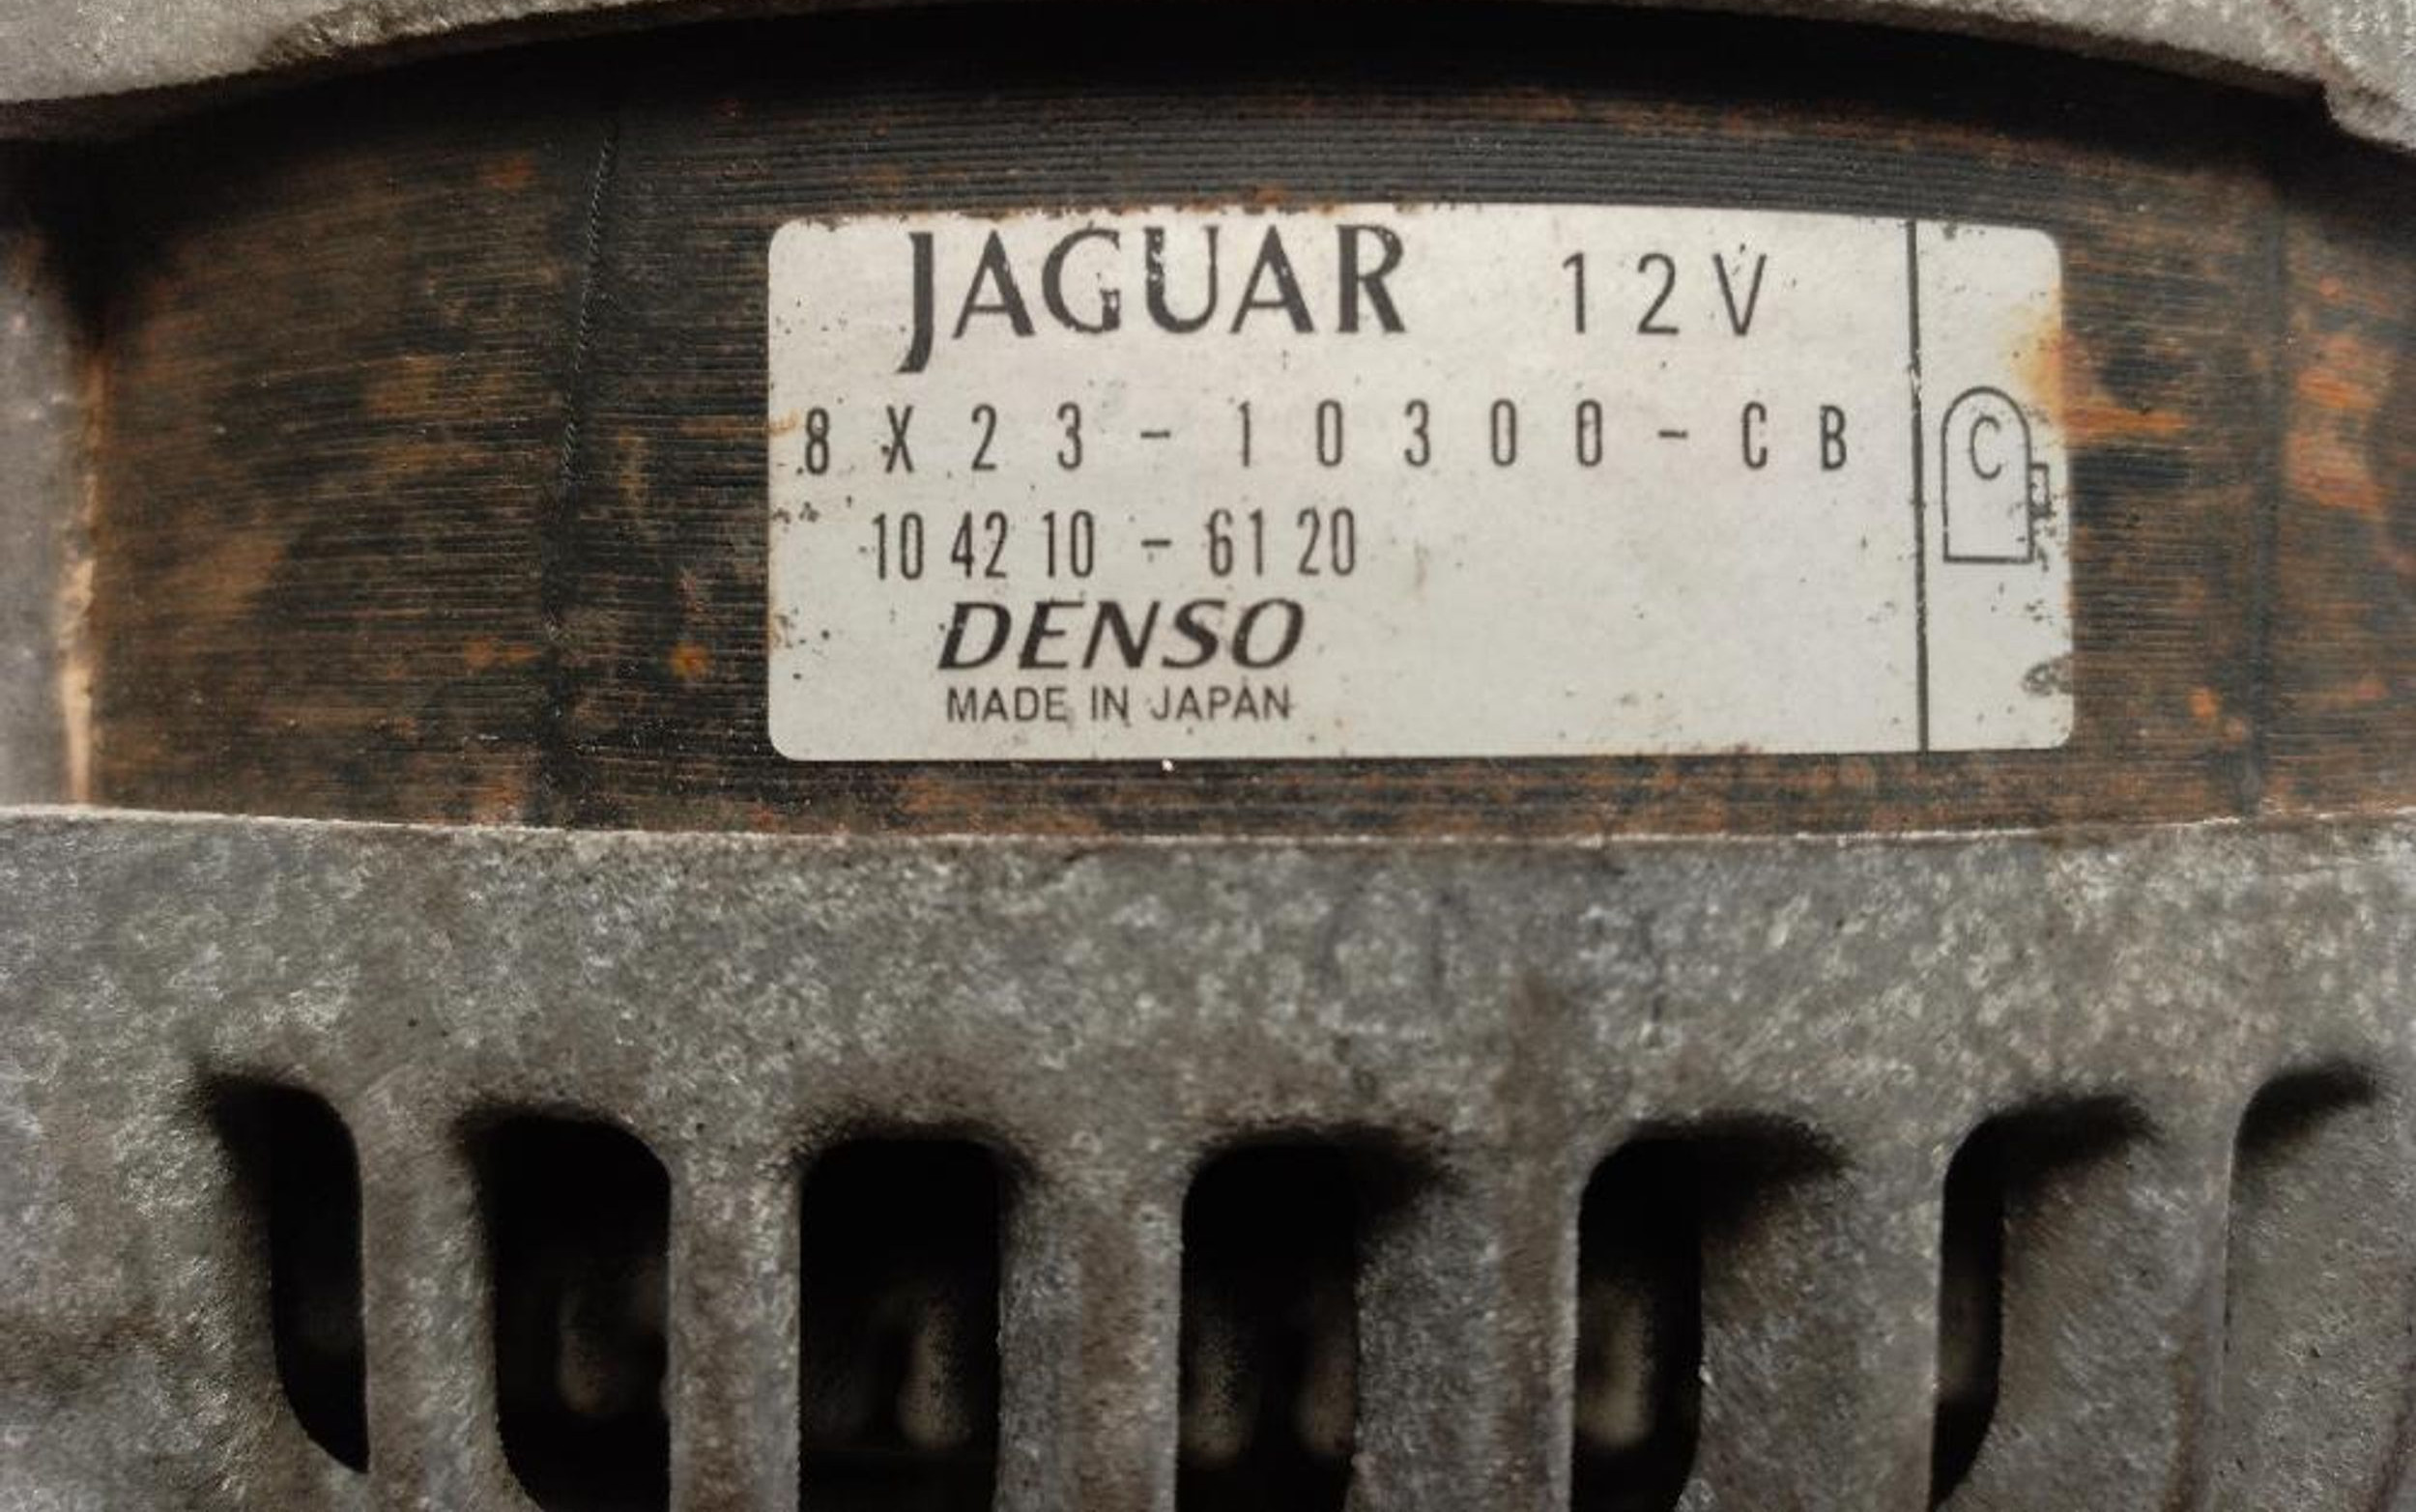 JAGUAR 12V
8X23-10300-CB
C
104210-6120
DENSO
MADE IN JAPAN